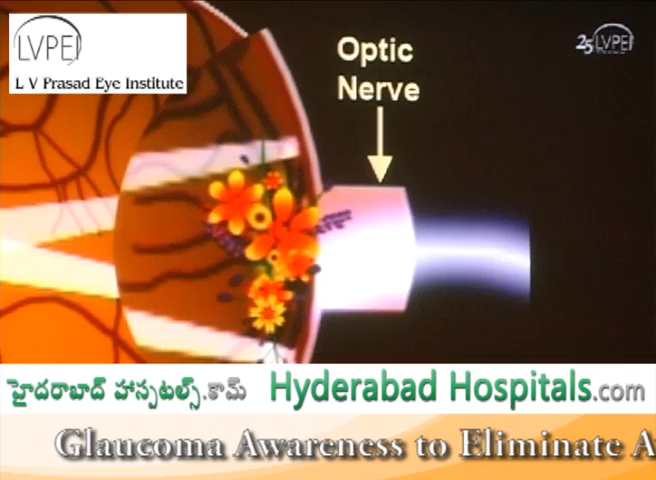 LVPEI
L V Prasad Eye Institute
25 LVPEI
Optic
Nerve
హైదరాబాద్ హాస్పటల్స్.కామ్ Hyderabad Hospitals.com
Glaucoma Awareness to Eliminate A